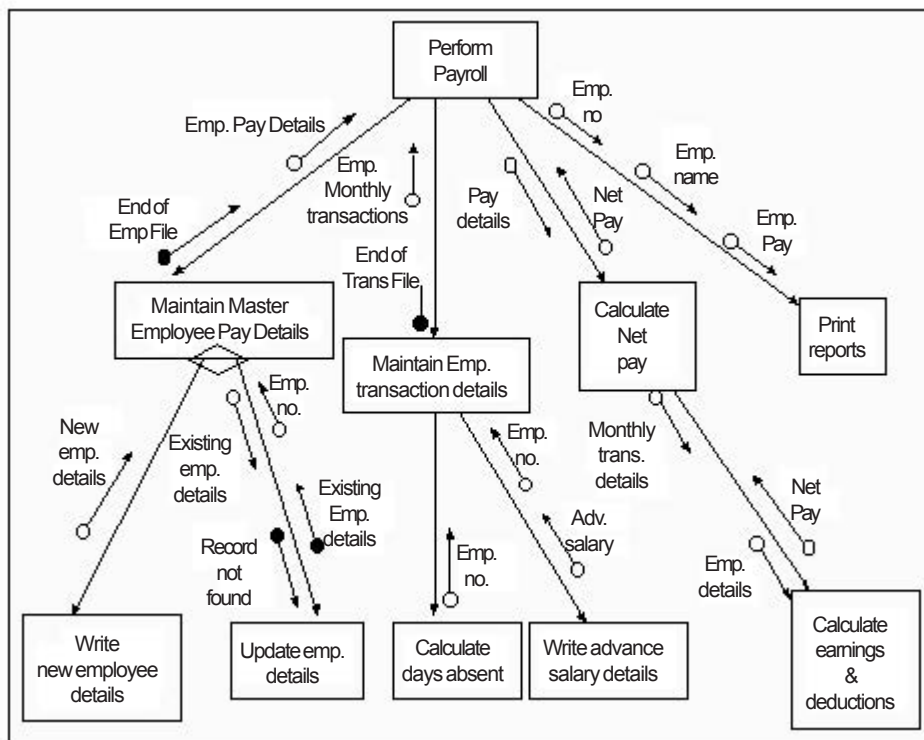 Perform
Payroll
Emp. Pay Details
Emp.
Monthly
transactions
Emp.
no
Emp.
name
Emp.
Pay
Pay
details
Net
Pay
End of
Emp File
End of
Trans File
Maintain Master
Employee Pay Details
Maintain Emp.
transaction details
Calculate
Net
pay
Print
reports
New
emp.
details
Existing
emp.
details
Emp.
no.
Existing
Emp.
details
Record
not
found
Emp.
no.
Adv.
salary
Emp.
no.
Monthly
trans.
details
Net
Pay
Emp.
details
Write
new employee
details
Update emp.
details
Calculate
days absent
Write advance
salary details
Calculate
earnings
&
deductions